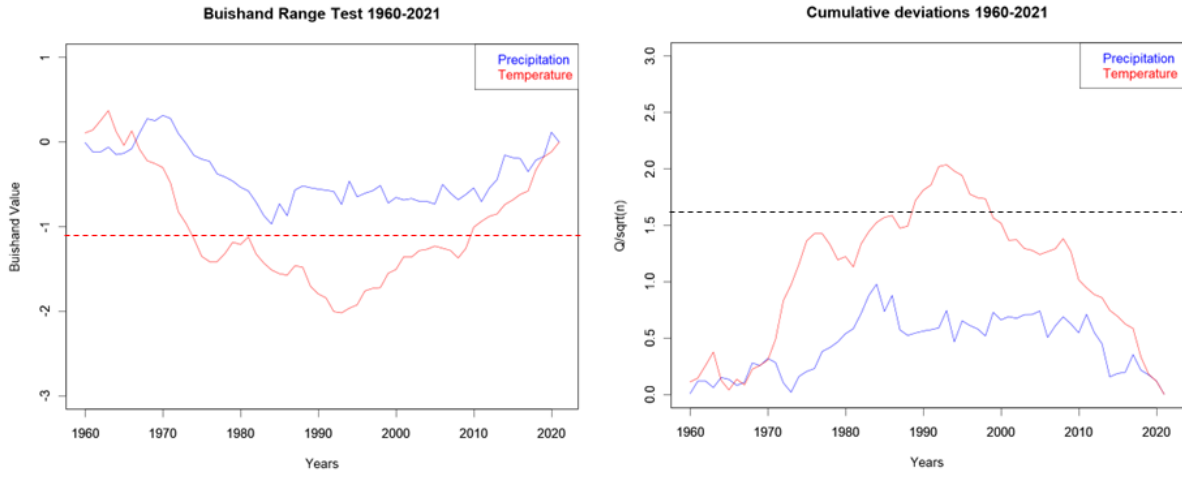 Buishand Range Test 1960-2021
Precipitation
Temperature
1
0
-1
-2
-3
Buishand Value
1960 1970 1980 1990 2000 2010 2020
Years
Cumulative deviations 1960-2021
Precipitation
Temperature
3.0
2.5
2.0
1.5
1.0
0.5
0.0
Q/sqrt(n)
1960 1970 1980 1990 2000 2010 2020
Years